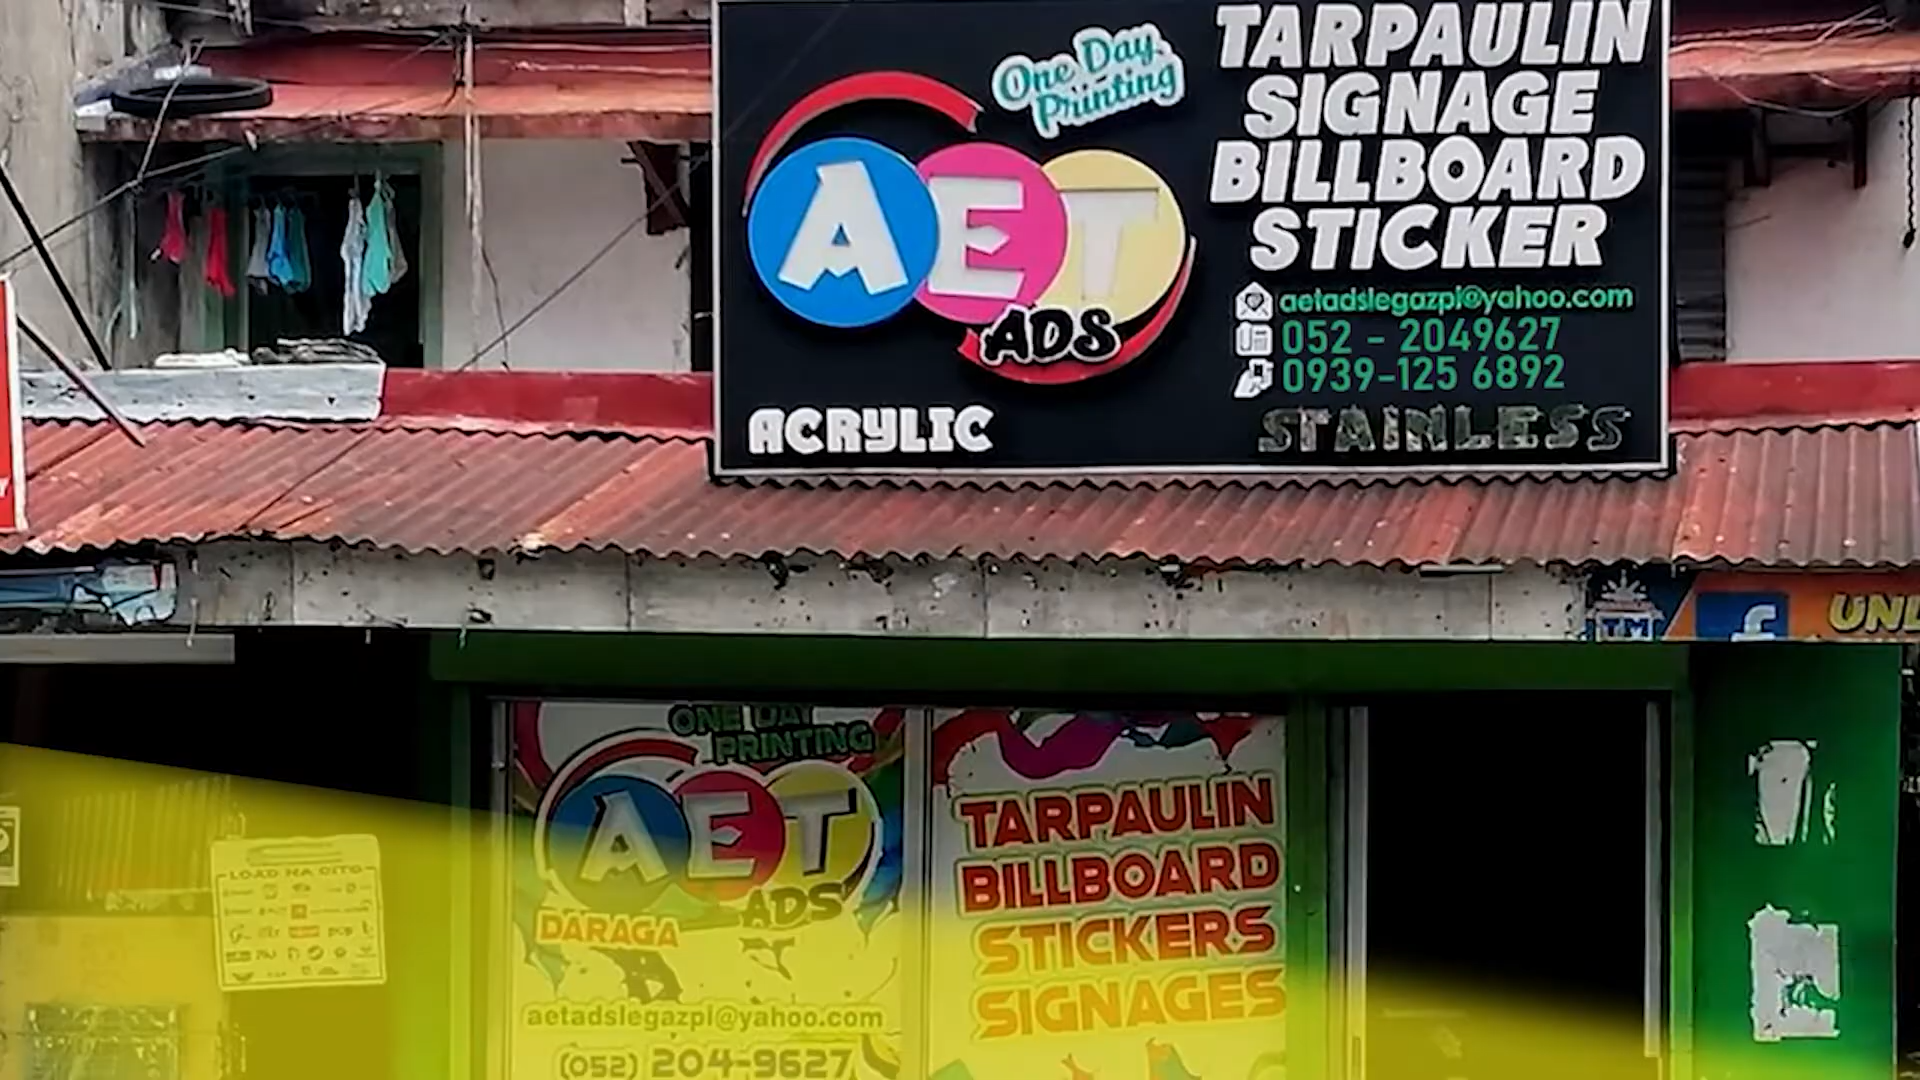 One Day
Printing
AET
ADS
TARPAULIN
SIGNAGE
BILLBOARD
STICKER
aetadslegazpi@yahoo.com
052 - 2049627
0939-125 6892
ACRYLIC
STAINLESS
TM
f
ONE DAY
PRINTING
AET
ADS
DARAGA
aetadslegazpi@yahoo.com
(052) 204-9627
TARPAULIN
BILLBOARD
STICKERS
SIGNAGES
LOAD NA DITO